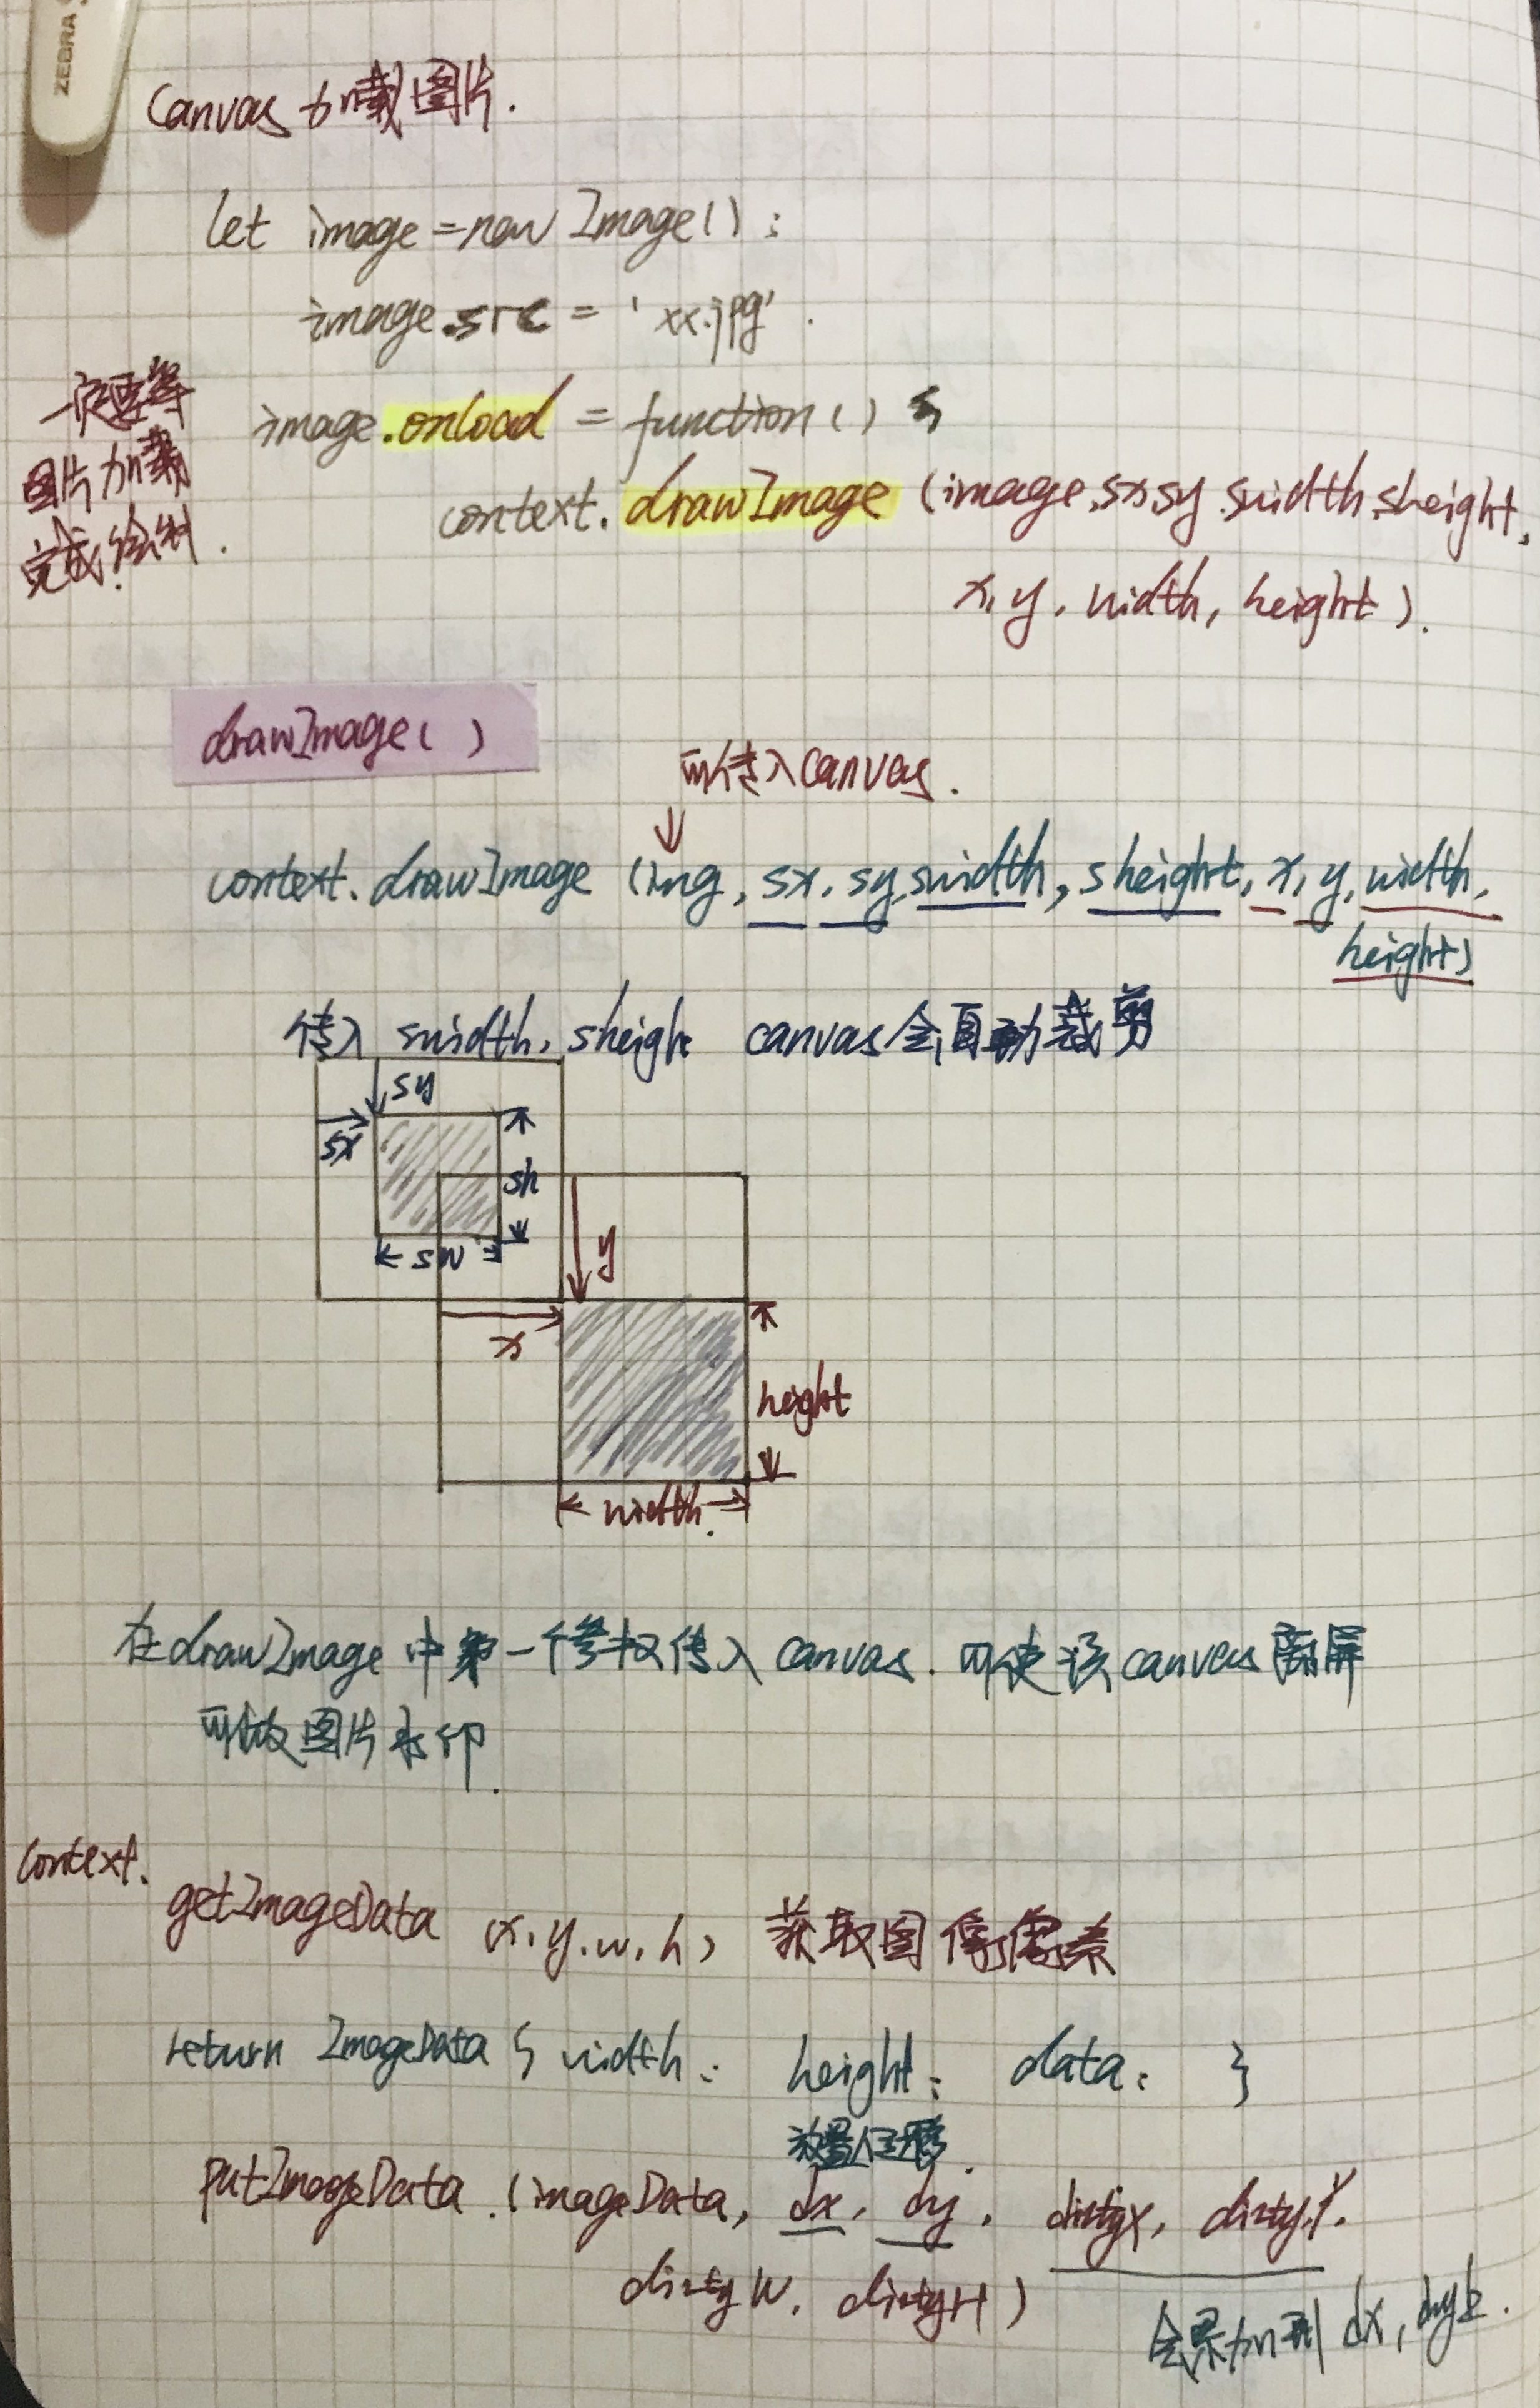 ZEBRA
Canvas 加载图片.
let image = new Image();
image.src = 'xx.jpg'.
一定要等
图片加载
完成绘制.
image.onload = function() {
context.drawImage (image, sx, sy, swidth, sheight,
x, y, width, height).
drawImage( )
可传入canvas.
↓
context.drawImage (img, sx, sy, swidth, sheight, x, y, width,
height)
传入 swidth, sheight canvas会自动裁剪
sy
sx
sh
sw
y
x
height
width.
在drawImage中第一个参数传入canvas. 可使该canvas离屏
可做图片水印.
context.
getImageData (x, y, w, h) 获取图像像素
return ImageData { width: height: data: }
放置位移.
putImageData (imageData, dx, dy, dirtyX, dirtyY.
dirtyW, dirtyH)
会累加到 dx, dy上.